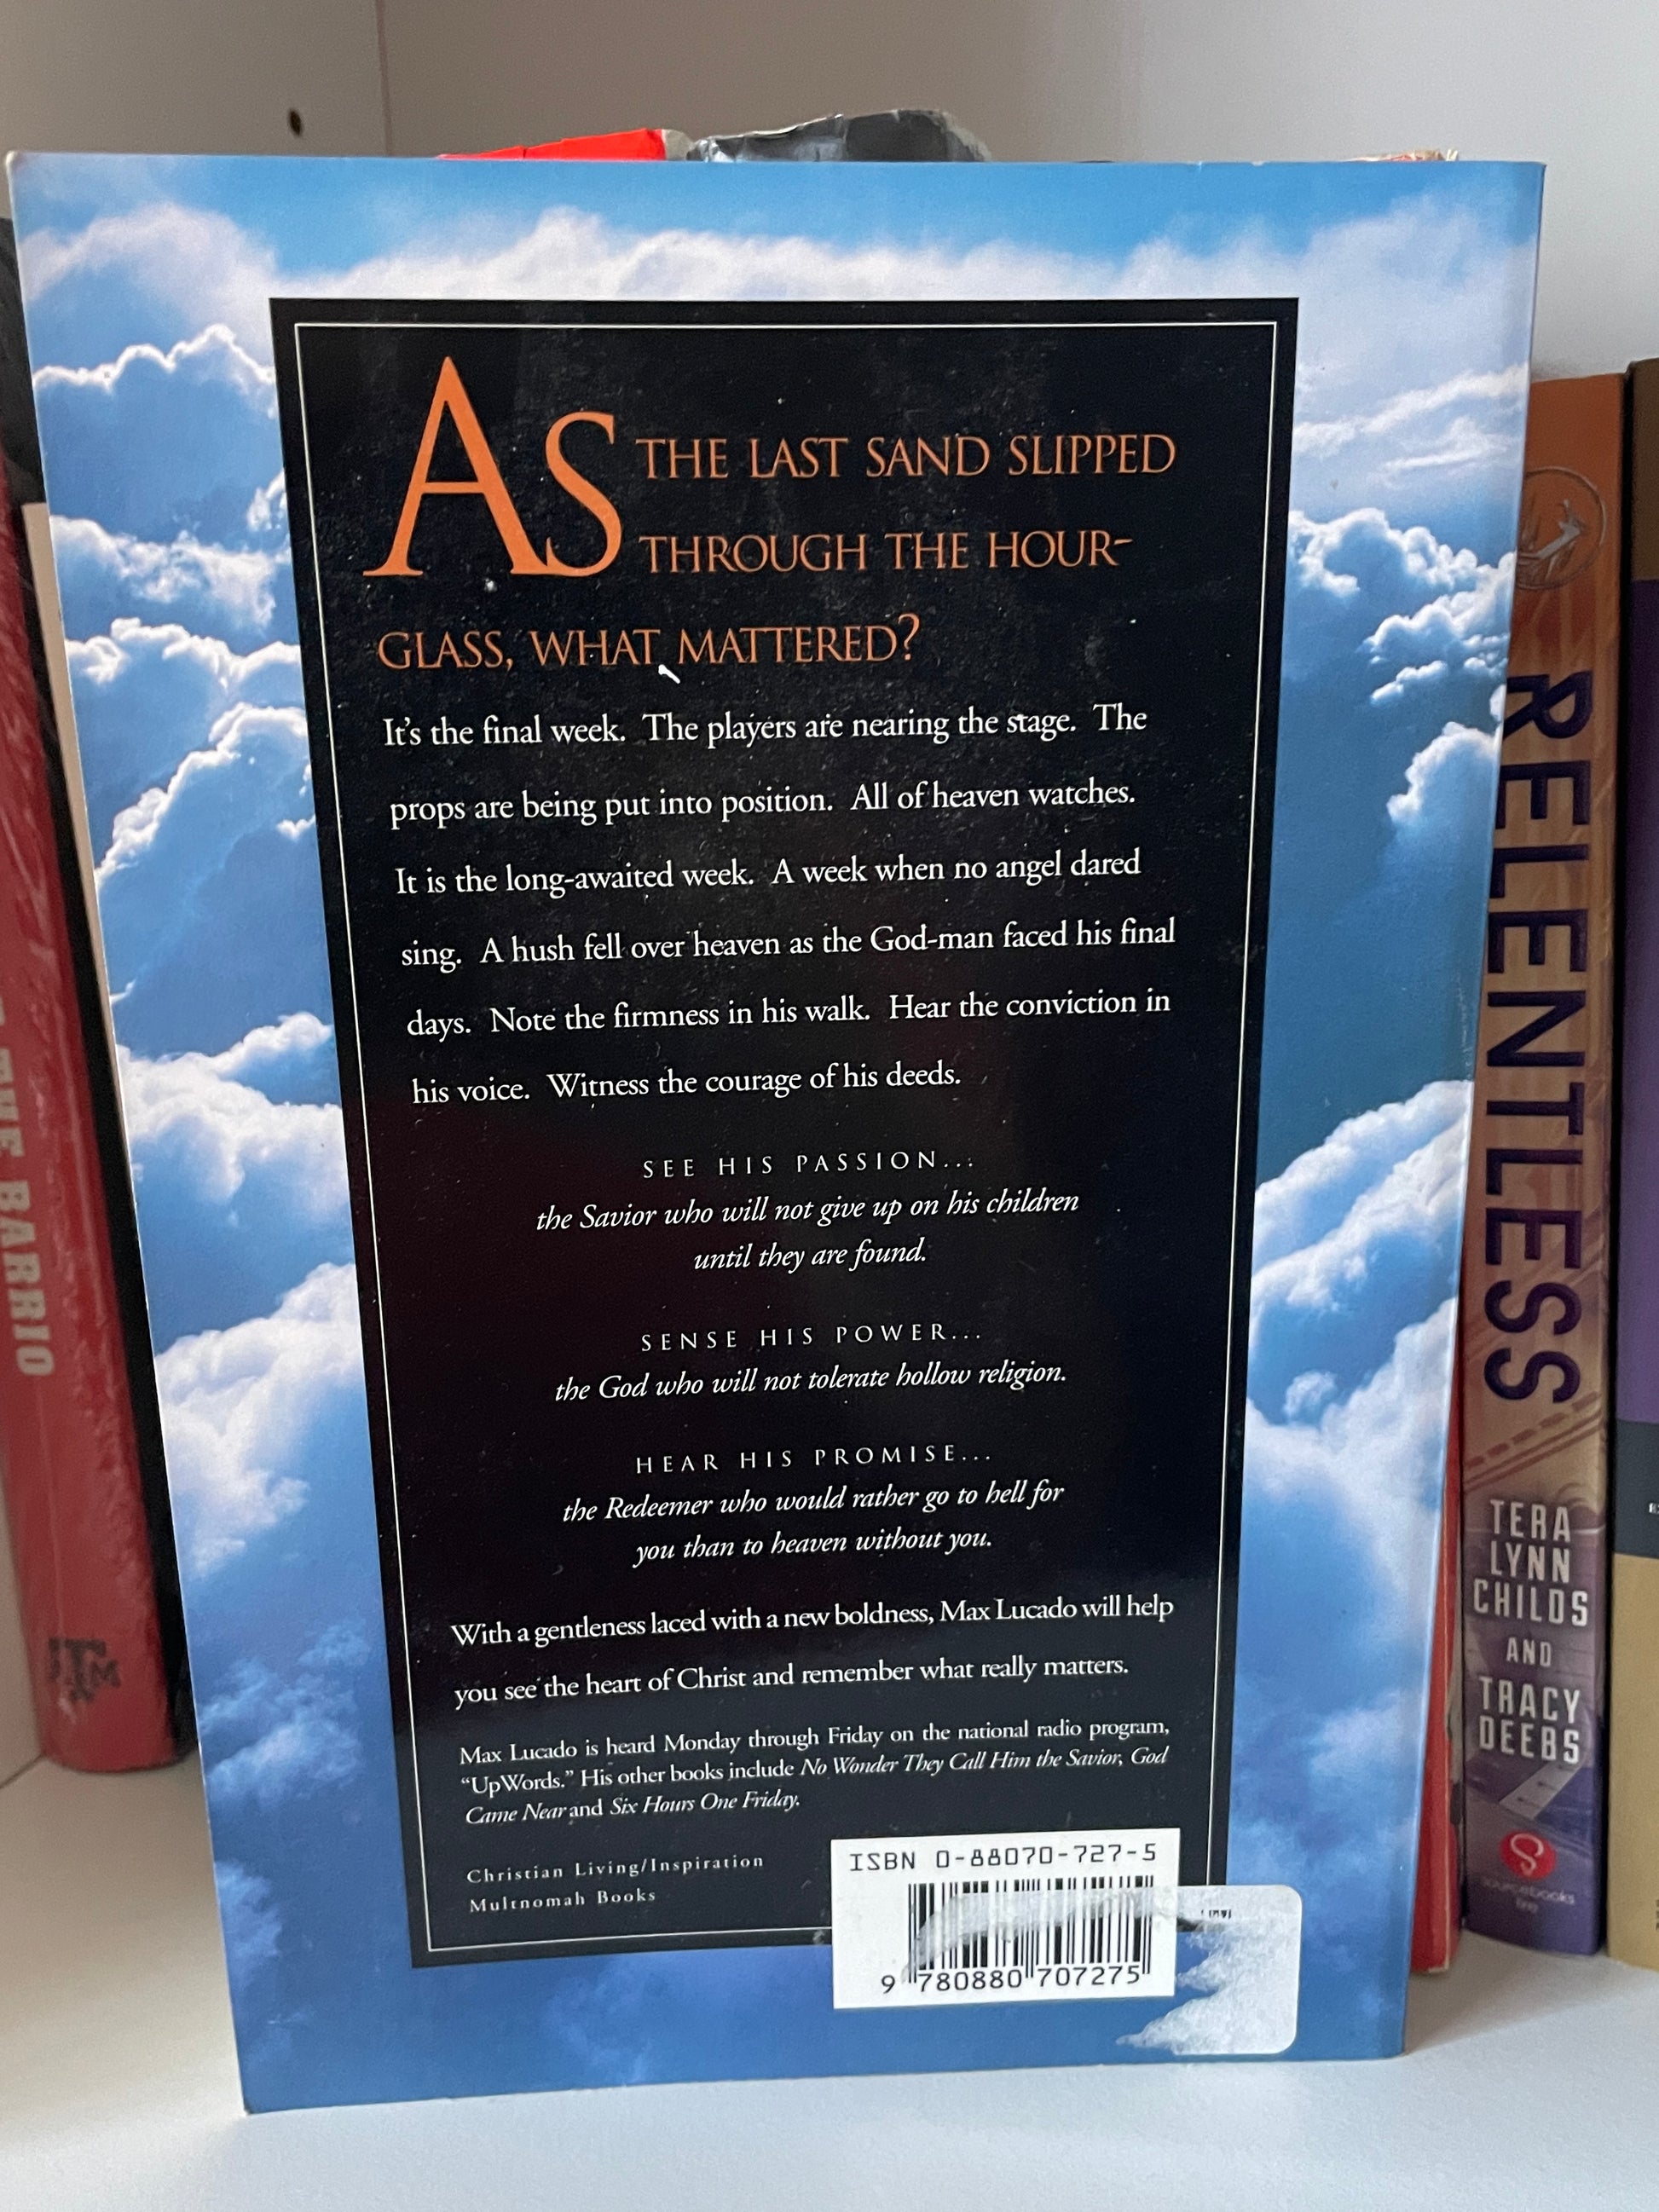 AS THE LAST SAND SLIPPED
THROUGH THE HOUR-
GLASS, WHAT MATTERED?
It's the final week. The players are nearing the stage. The
props are being put into position. All of heaven watches.
It is the long-awaited week. A week when no angel dared
sing. A hush fell over heaven as the God-man faced his final
days. Note the firmness in his walk. Hear the conviction in
his voice. Witness the courage of his deeds.
SEE HIS PASSION...
the Savior who will not give up on his children
until they are found.
SENSE HIS POWER...
the God who will not tolerate hollow religion.
HEAR HIS PROMISE...
the Redeemer who would rather go to hell for
you than to heaven without you.
With a gentleness laced with a new boldness, Max Lucado will help
you see the heart of Christ and remember what really matters.
Max Lucado is heard Monday through Friday on the national radio program,
"UpWords." His other books include No Wonder They Call Him the Savior, God
Came Near and Six Hours One Friday.
Christian Living/Inspiration
Multnomah Books
ISBN 0-88070-727-5
9 780880 707275
BARRIO
RELENTLESS
TERA
LYNN
CHILDS
AND
TRACY
DEEBS
sourcebooks
fire